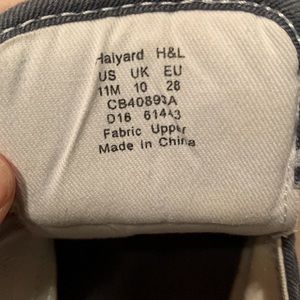 Halyard H&L
US UK EU
11M 10 28
CB40893A
D16 61443
Fabric Upper
Made in China